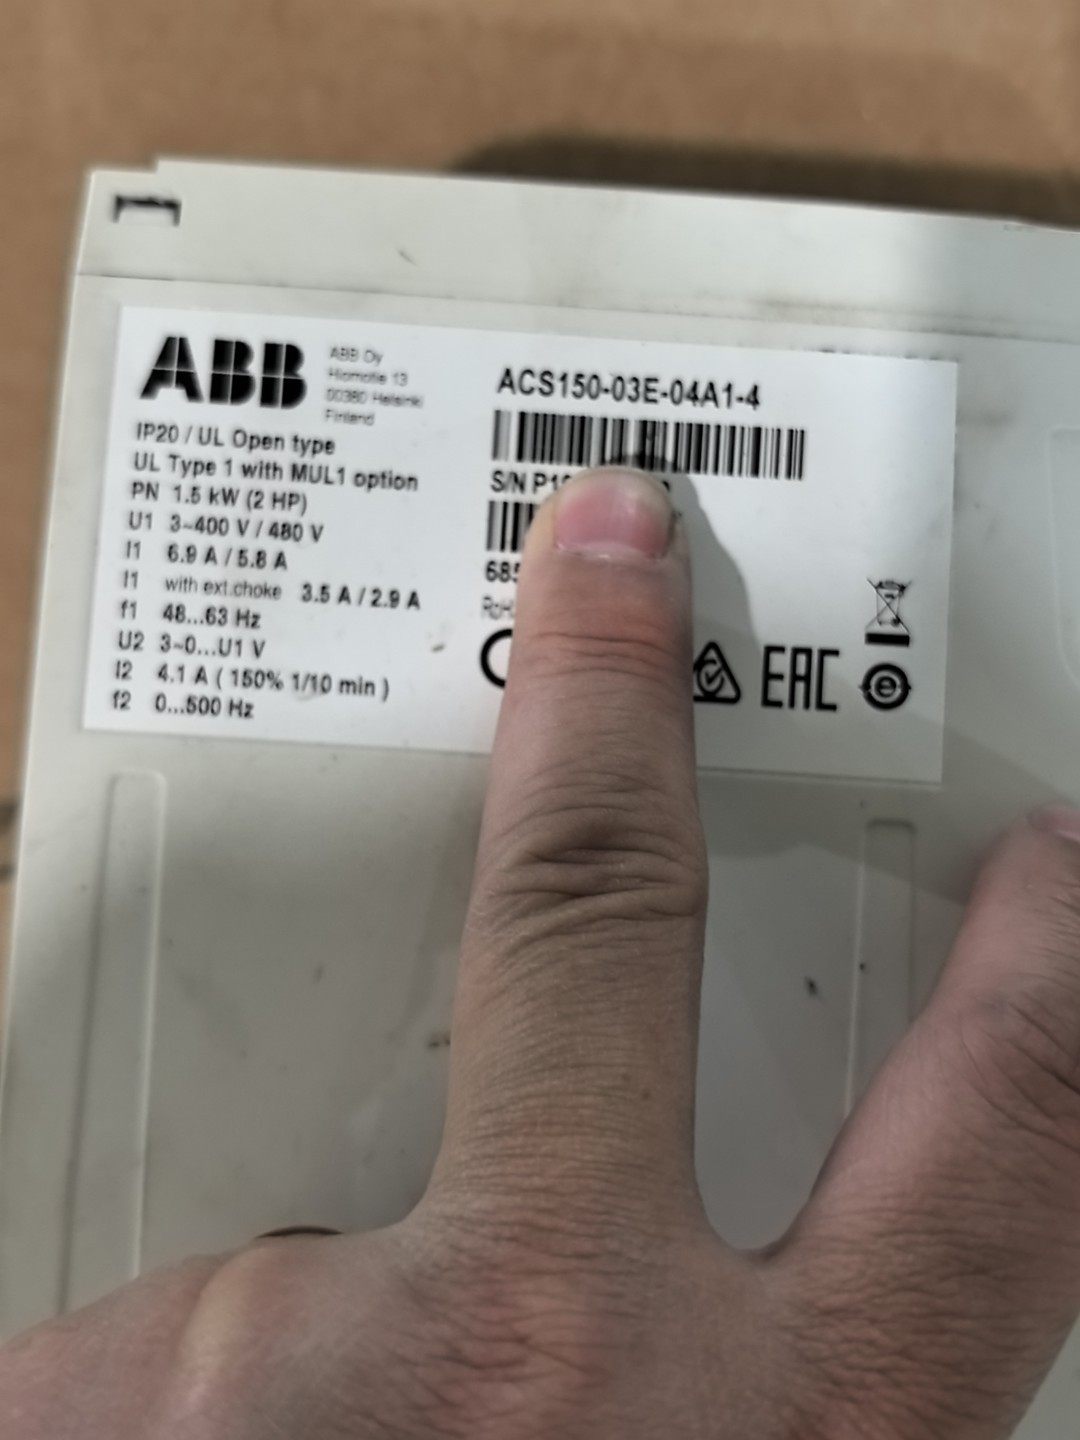 ABB
ABB Oy
Hiomotie 13
00380 Helsinki
Finland
IP20 / UL Open type
UL Type 1 with MUL1 option
PN 1.5 kW (2 HP)
U1 3~400 V / 480 V
I1 6.9 A / 5.8 A
I1 with ext.choke 3.5 A / 2.9 A
f1 48...63 Hz
U2 3~0...U1 V
I2 4.1 A ( 150% 1/10 min )
f2 0...500 Hz
ACS150-03E-04A1-4
S/N
EAC
e